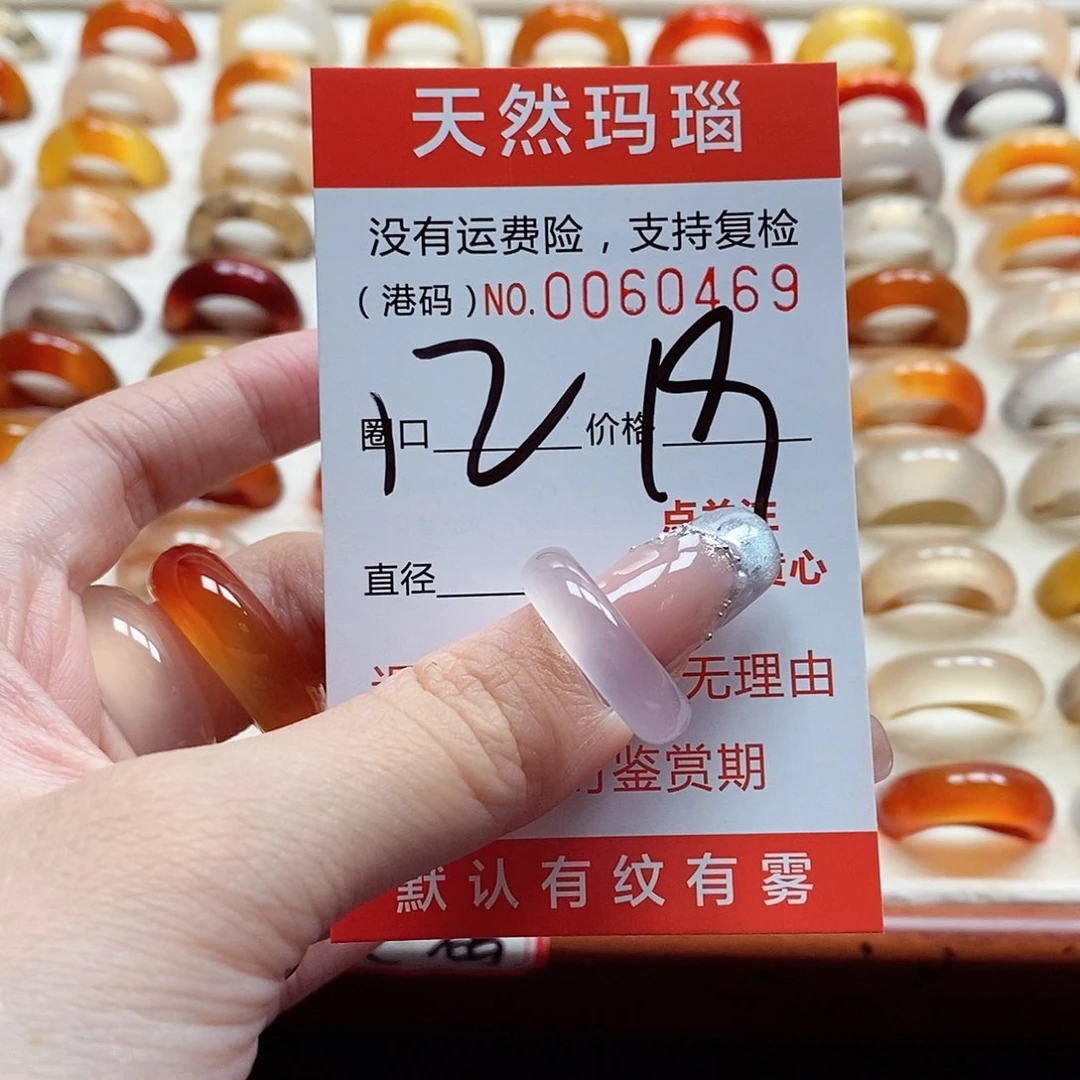 天然玛瑙
没有运费险，支持复检
（港码）NO.0060469
圈口 12 价格
直径
心
无理由
鉴赏期
默认有纹有雾